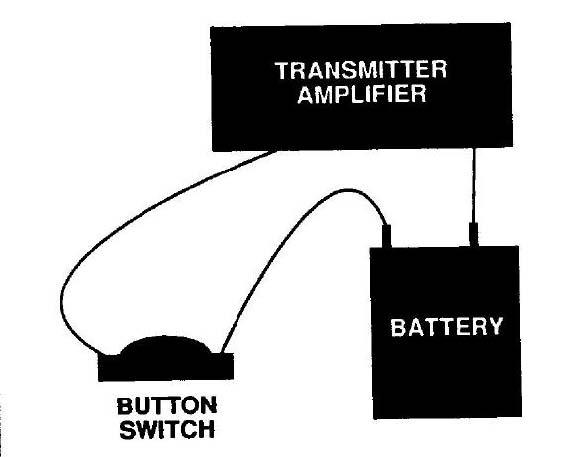 TRANSMITTER
AMPLIFIER
BATTERY
BUTTON
SWITCH